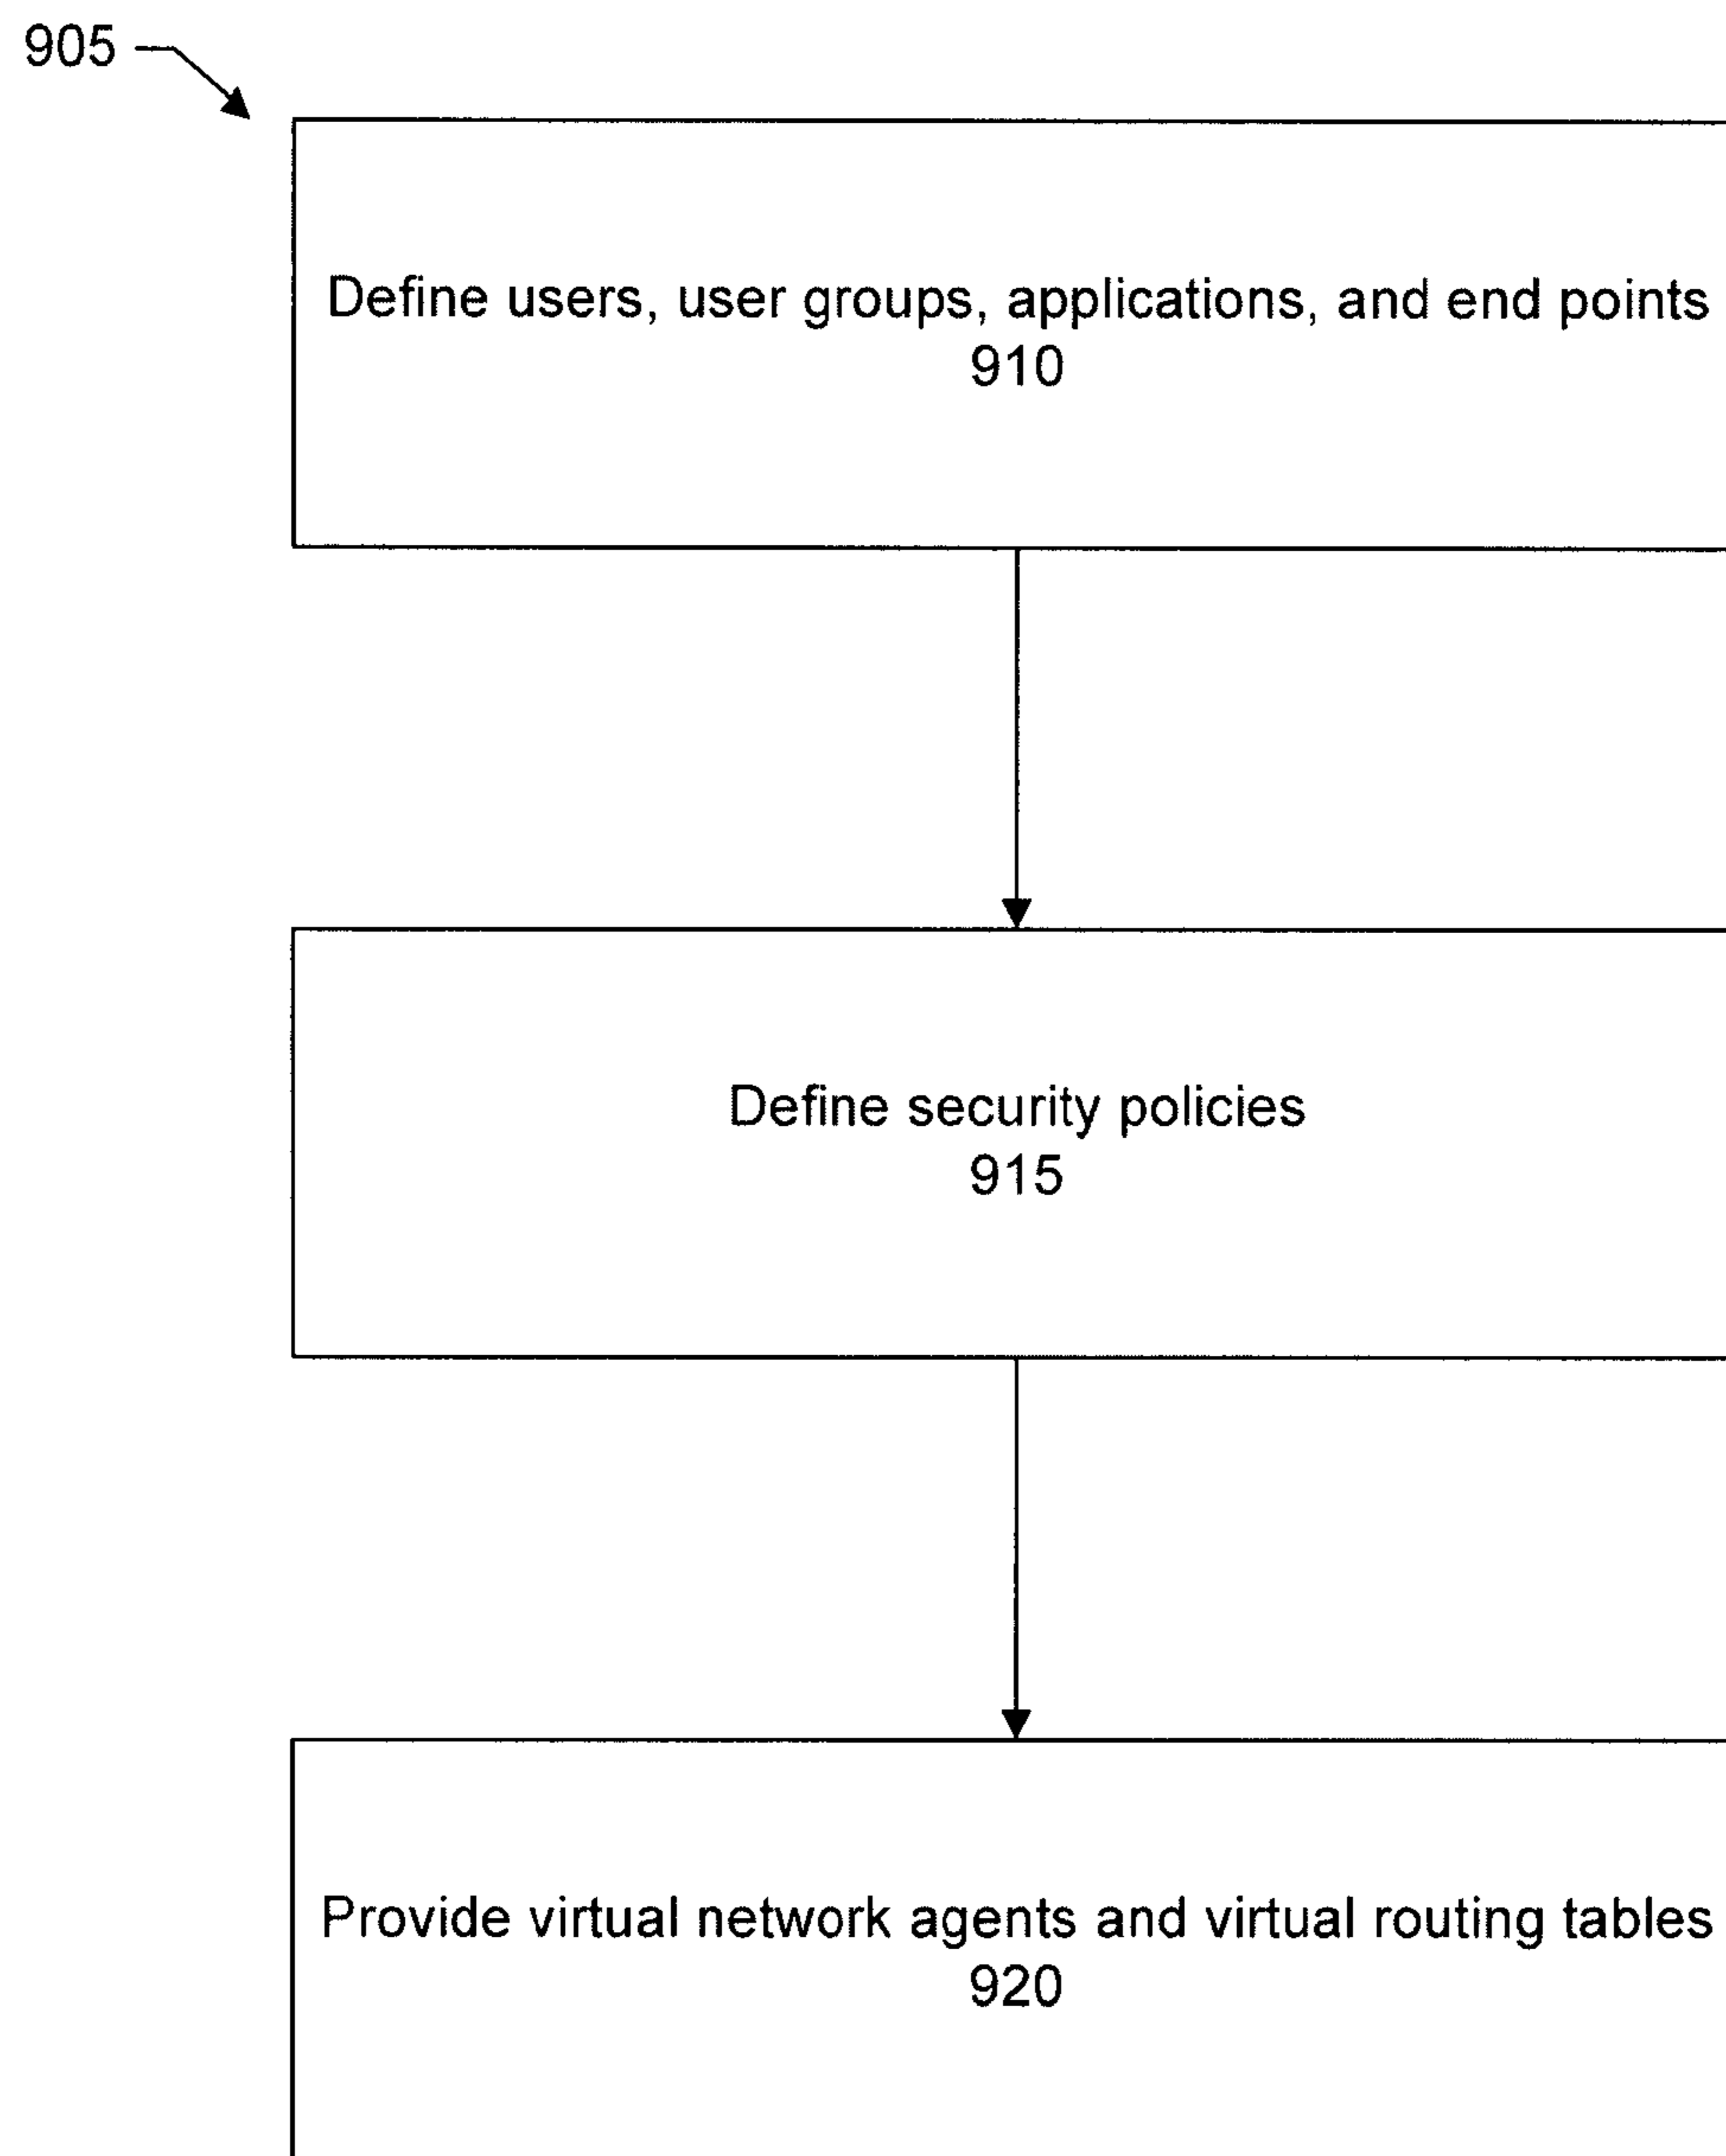 905
Define users, user groups, applications, and end points
910
Define security policies
915
Provide virtual network agents and virtual routing tables
920